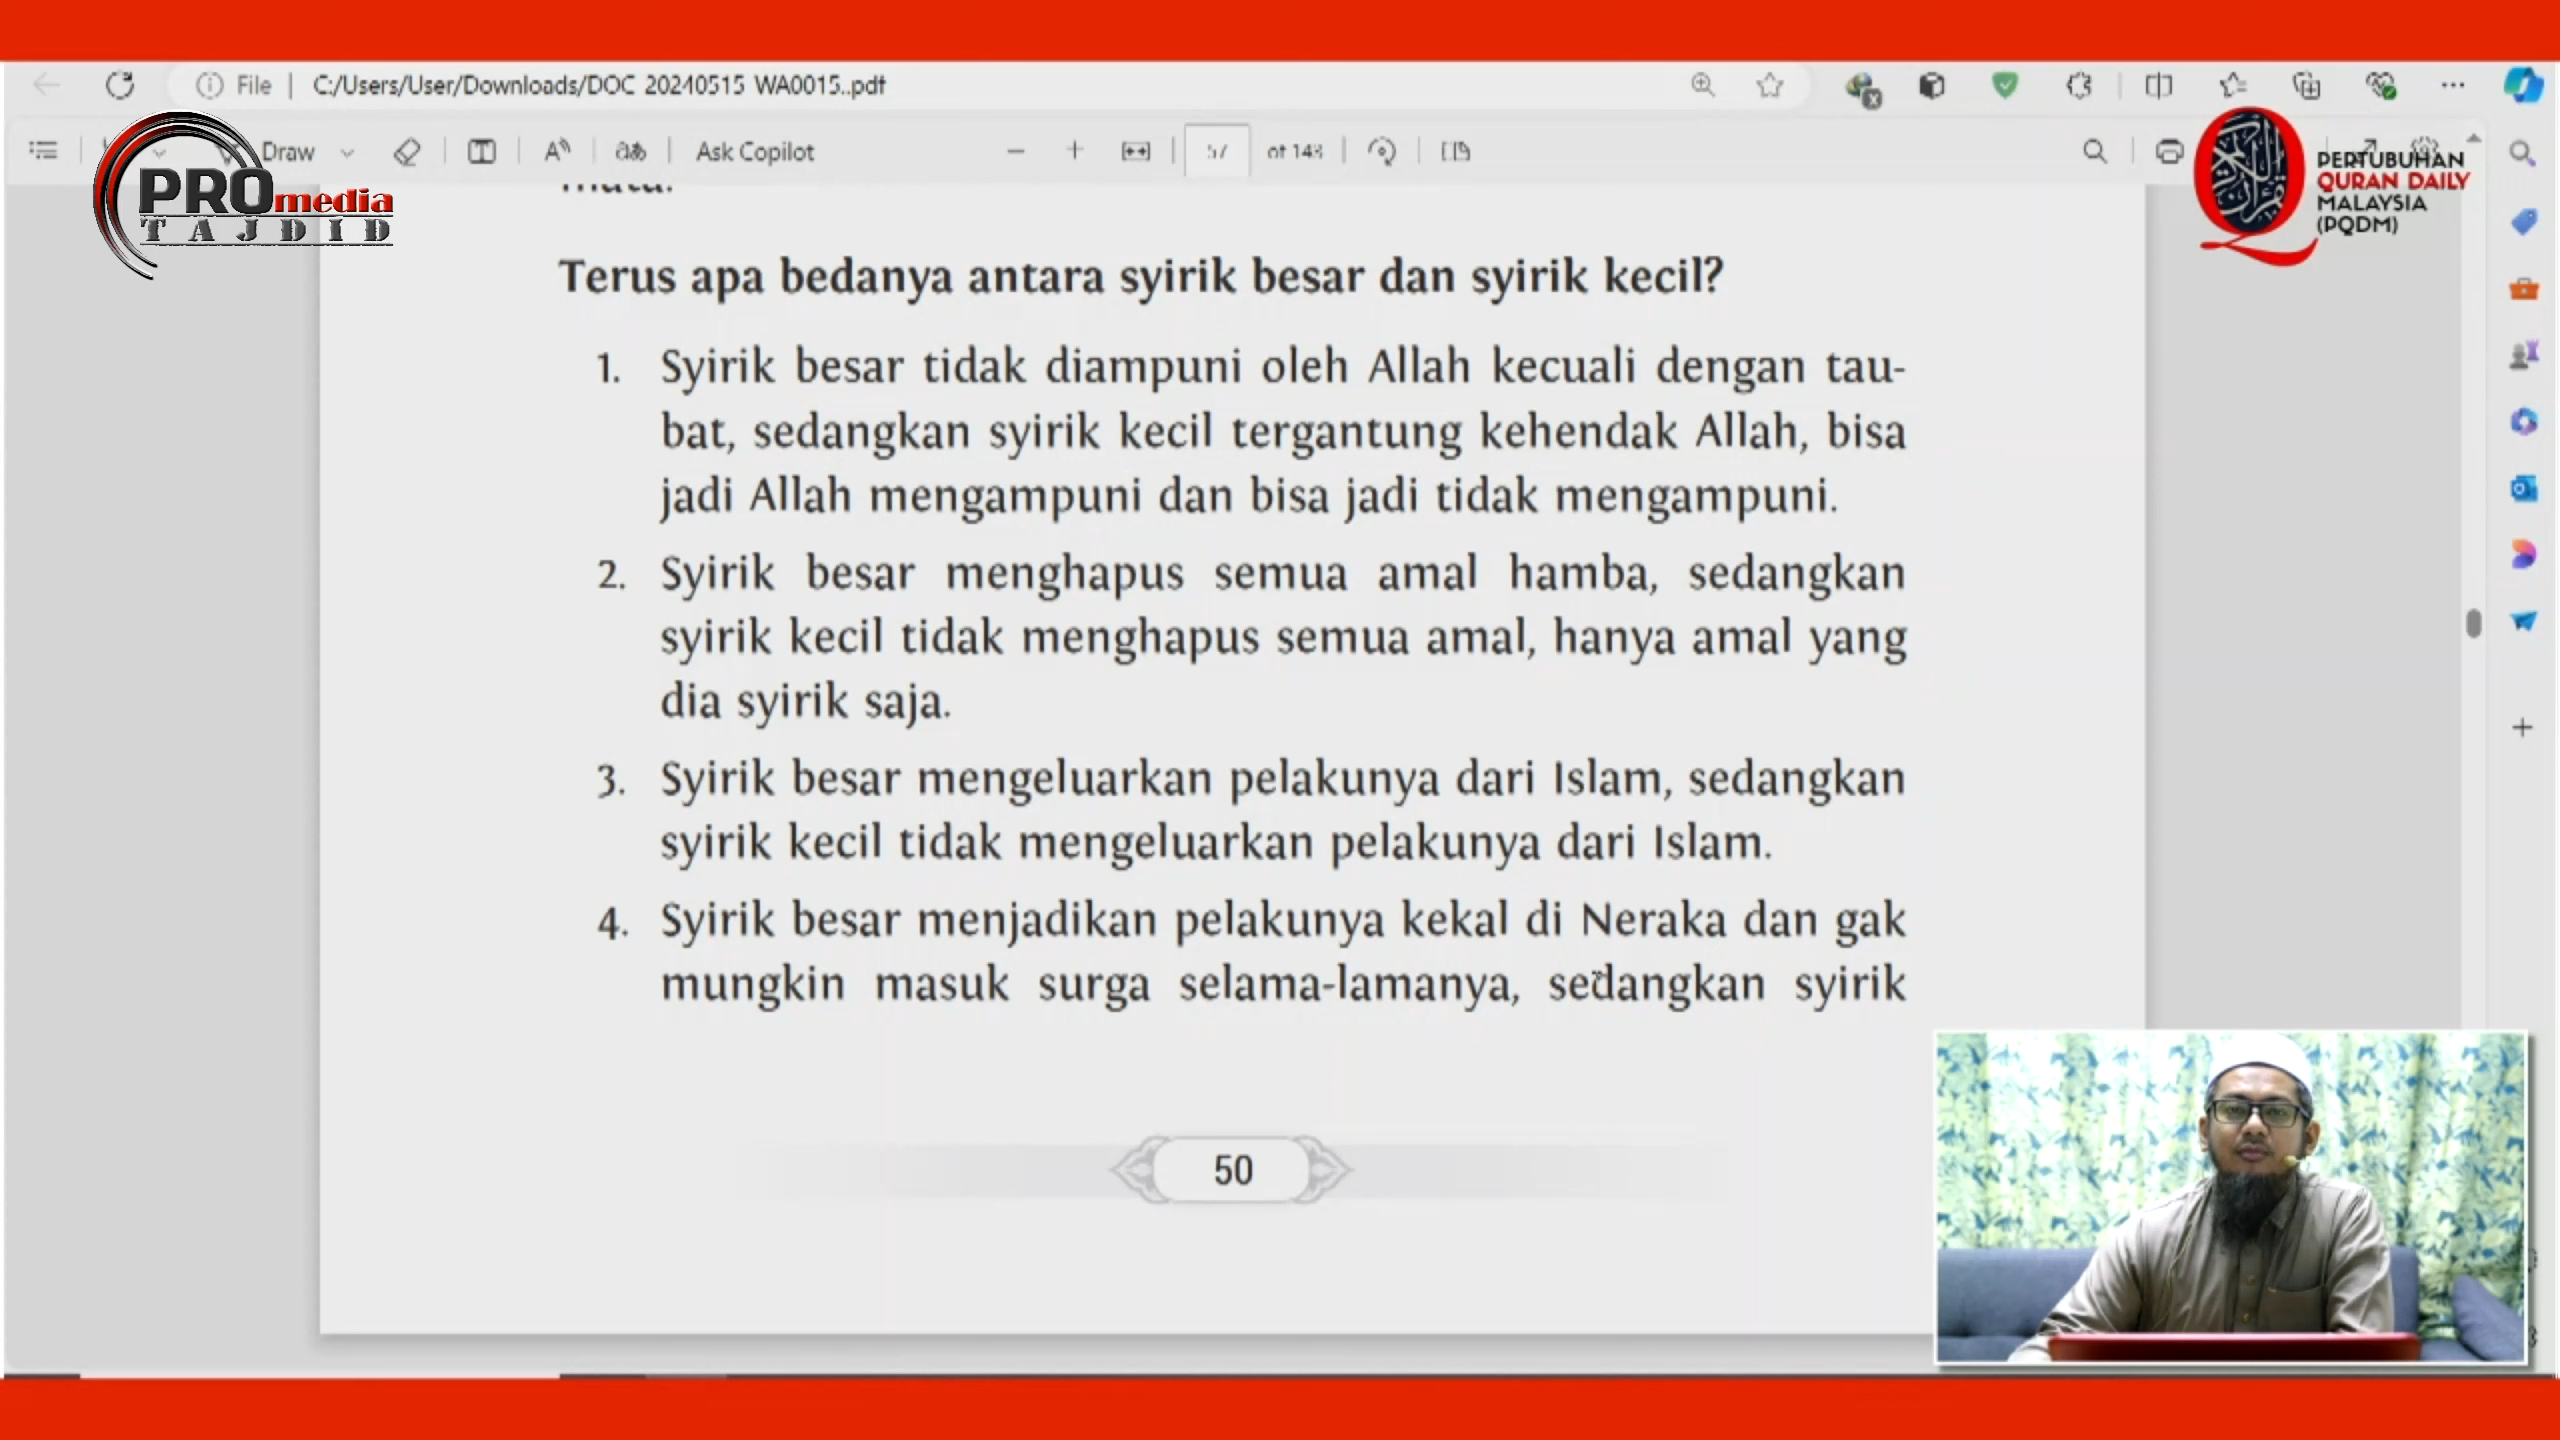 File | C:/Users/User/Downloads/DOC 20240515 WA0015..pdf
Draw
Ask Copilot
57 of 143
PROmedia
TAJDID
PERTUBUHAN
QURAN DAILY
MALAYSIA
(PQDM)
Terus apa bedanya antara syirik besar dan syirik kecil?
1. Syirik besar tidak diampuni oleh Allah kecuali dengan tau-
bat, sedangkan syirik kecil tergantung kehendak Allah, bisa
jadi Allah mengampuni dan bisa jadi tidak mengampuni.
2. Syirik besar menghapus semua amal hamba, sedangkan
syirik kecil tidak menghapus semua amal, hanya amal yang
dia syirik saja.
3. Syirik besar mengeluarkan pelakunya dari Islam, sedangkan
syirik kecil tidak mengeluarkan pelakunya dari Islam.
4. Syirik besar menjadikan pelakunya kekal di Neraka dan gak
mungkin masuk surga selama-lamanya, sedangkan syirik
50